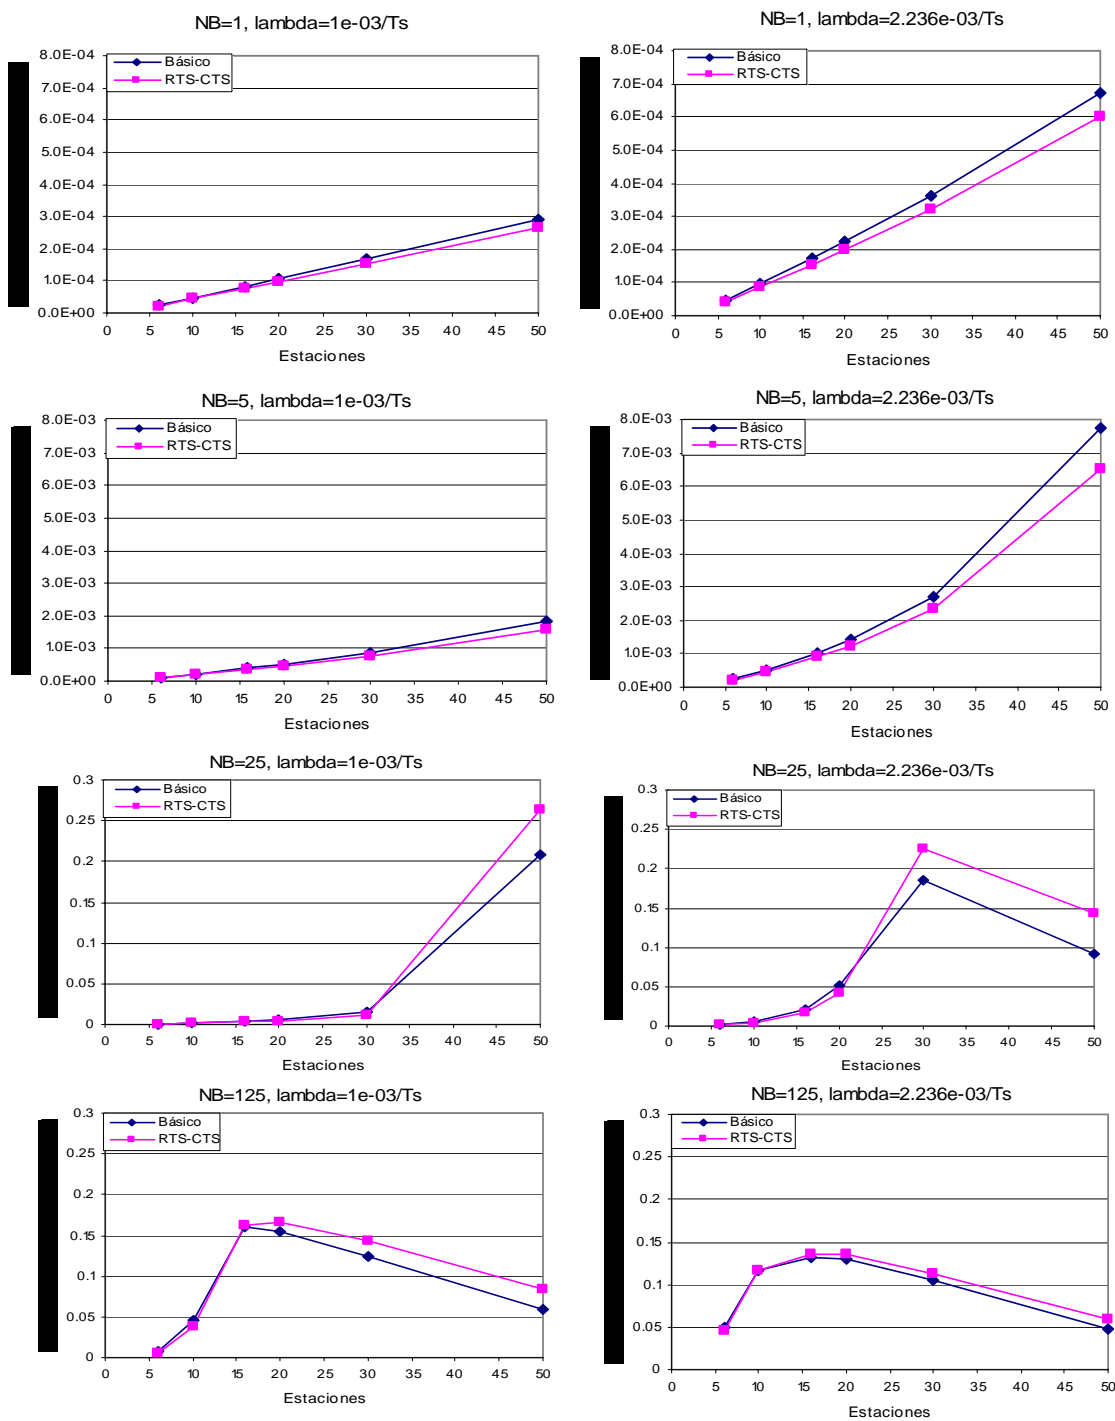 NB=1, lambda=1e-03/Ts
8.0E-04
7.0E-04
6.0E-04
5.0E-04
4.0E-04
3.0E-04
2.0E-04
1.0E-04
0.0E+00
Básico
RTS-CTS
0 5 10 15 20 25 30 35 40 45 50
Estaciones
NB=1, lambda=2.236e-03/Ts
8.0E-04
7.0E-04
6.0E-04
5.0E-04
4.0E-04
3.0E-04
2.0E-04
1.0E-04
0.0E+00
Básico
RTS-CTS
0 5 10 15 20 25 30 35 40 45 50
Estaciones
NB=5, lambda=1e-03/Ts
8.0E-03
7.0E-03
6.0E-03
5.0E-03
4.0E-03
3.0E-03
2.0E-03
1.0E-03
0.0E+00
Básico
RTS-CTS
0 5 10 15 20 25 30 35 40 45 50
Estaciones
NB=5, lambda=2.236e-03/Ts
8.0E-03
7.0E-03
6.0E-03
5.0E-03
4.0E-03
3.0E-03
2.0E-03
1.0E-03
0.0E+00
Básico
RTS-CTS
0 5 10 15 20 25 30 35 40 45 50
Estaciones
NB=25, lambda=1e-03/Ts
0.3
0.25
0.2
0.15
0.1
0.05
0
Básico
RTS-CTS
0 5 10 15 20 25 30 35 40 45 50
Estaciones
NB=25, lambda=2.236e-03/Ts
0.3
0.25
0.2
0.15
0.1
0.05
0
Básico
RTS-CTS
0 5 10 15 20 25 30 35 40 45 50
Estaciones
NB=125, lambda=1e-03/Ts
0.3
0.25
0.2
0.15
0.1
0.05
0
Básico
RTS-CTS
0 5 10 15 20 25 30 35 40 45 50
Estaciones
NB=125, lambda=2.236e-03/Ts
0.3
0.25
0.2
0.15
0.1
0.05
0
Básico
RTS-CTS
0 5 10 15 20 25 30 35 40 45 50
Estaciones